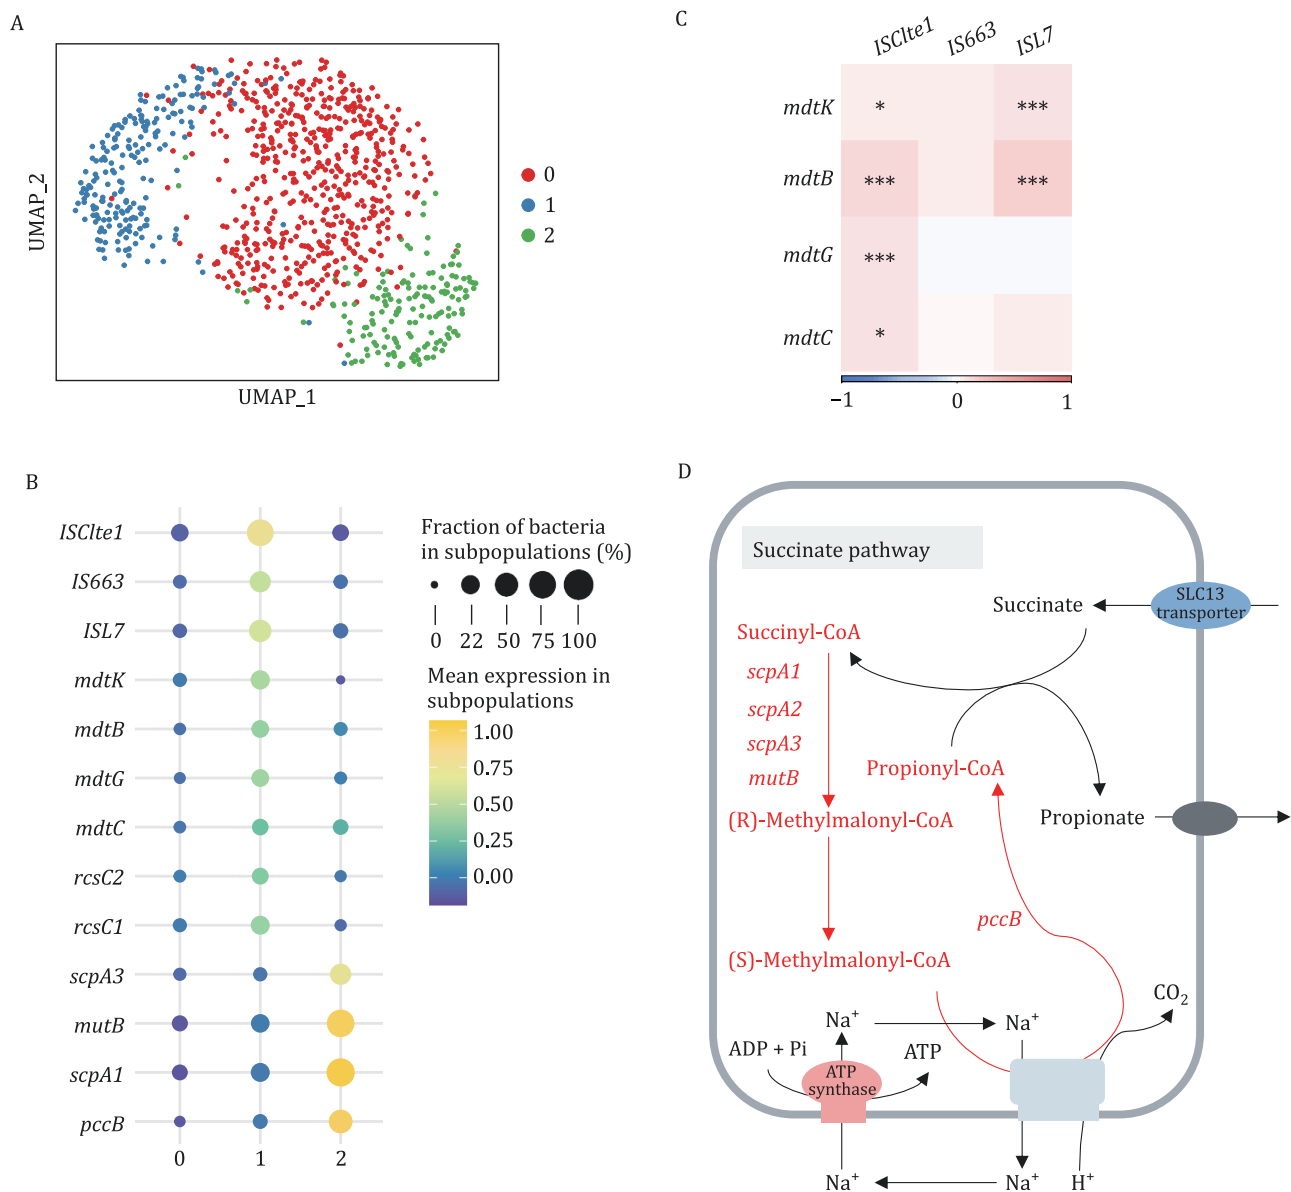 A
UMAP_2
UMAP_1
0
1
2
B
ISClte1
IS663
ISL7
mdtK
mdtB
mdtG
mdtC
rcsC2
rcsC1
scpA3
mutB
scpA1
pccB
0 1 2
Fraction of bacteria
in subpopulations (%)
0 22 50 75 100
Mean expression in
subpopulations
1.00
0.75
0.50
0.25
0.00
C
ISClte1 IS663 ISL7
mdtK * ***
mdtB *** ***
mdtG ***
mdtC *
−1 0 1
D
Succinate pathway
Succinate
SLC13
transporter
Succinyl-CoA
scpA1
scpA2
scpA3
mutB
Propionyl-CoA
(R)-Methylmalonyl-CoA
Propionate
pccB
(S)-Methylmalonyl-CoA
CO₂
Na⁺ Na⁺
ADP + Pi ATP
ATP
synthase
Na⁺ Na⁺ H⁺